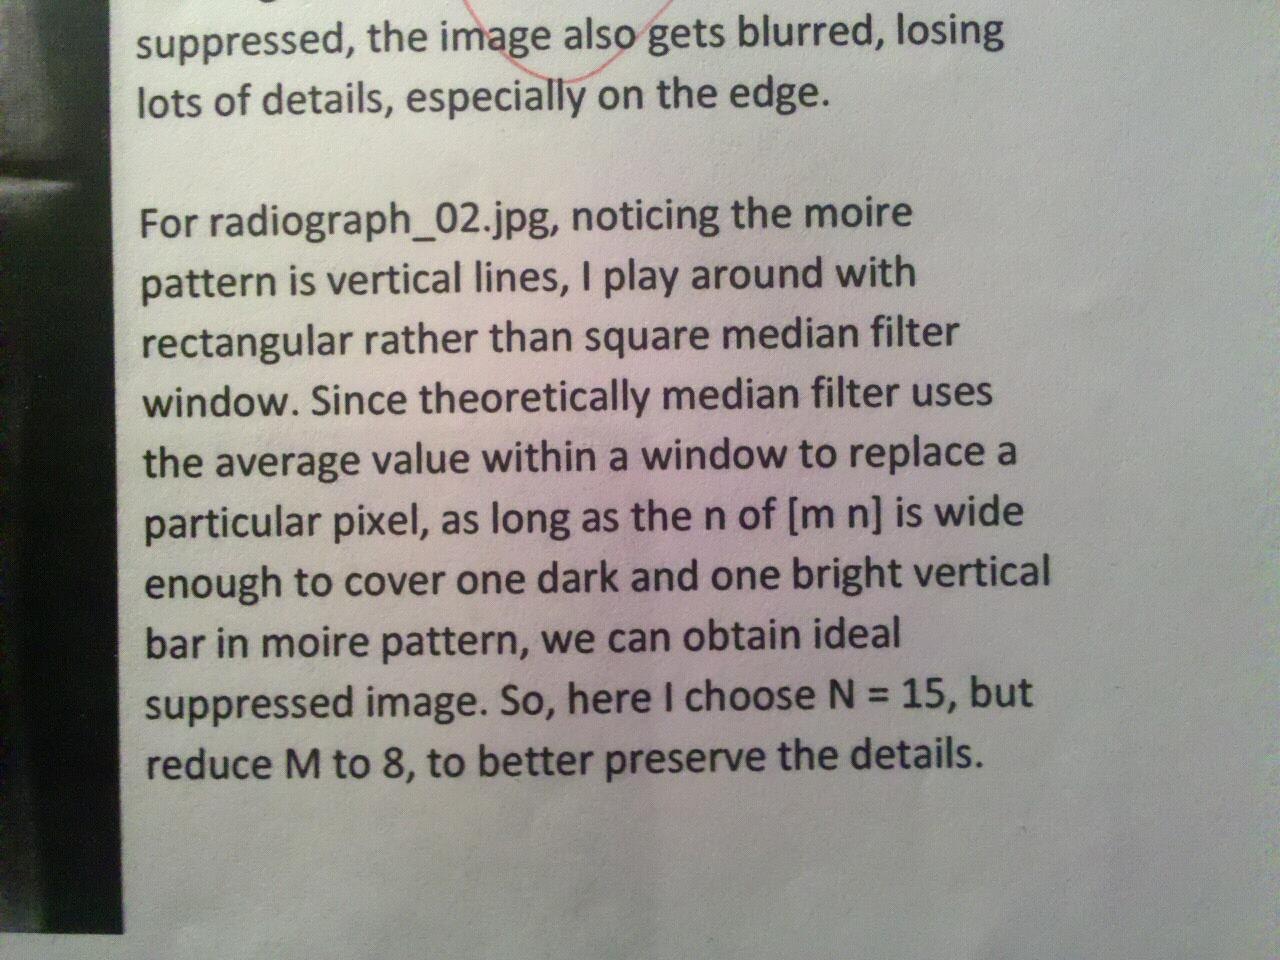 suppressed, the image also gets blurred, losing
lots of details, especially on the edge.
For radiograph_02.jpg, noticing the moire
pattern is vertical lines, I play around with
rectangular rather than square median filter
window. Since theoretically median filter uses
the average value within a window to replace a
particular pixel, as long as the n of [m n] is wide
enough to cover one dark and one bright vertical
bar in moire pattern, we can obtain ideal
suppressed image. So, here I choose N = 15, but
reduce M to 8, to better preserve the details.